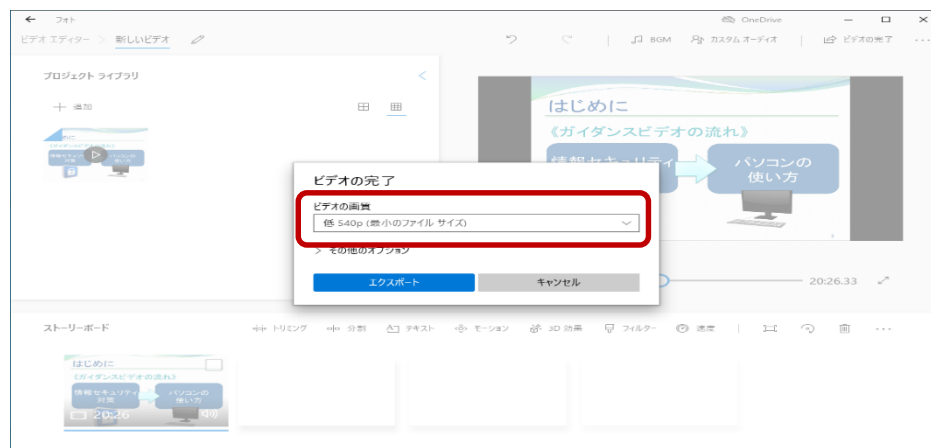 フォト
OneDrive
ビデオ エディター > 新しいビデオ
BGM
カスタム オーディオ
ビデオの完了
プロジェクト ライブラリ
追加
はじめに
《ガイダンスビデオの流れ》
パソコンの
使い方
ビデオの完了
ビデオの画質
低 540p (最小のファイル サイズ)
> その他のオプション
エクスポート
キャンセル
20:26.33
ストーリーボード
トリミング
分割
テキスト
モーション
3D 効果
フィルター
速度
はじめに
《ガイダンスビデオの流れ》
情報セキュリティ
対策
パソコンの
使い方
20:26